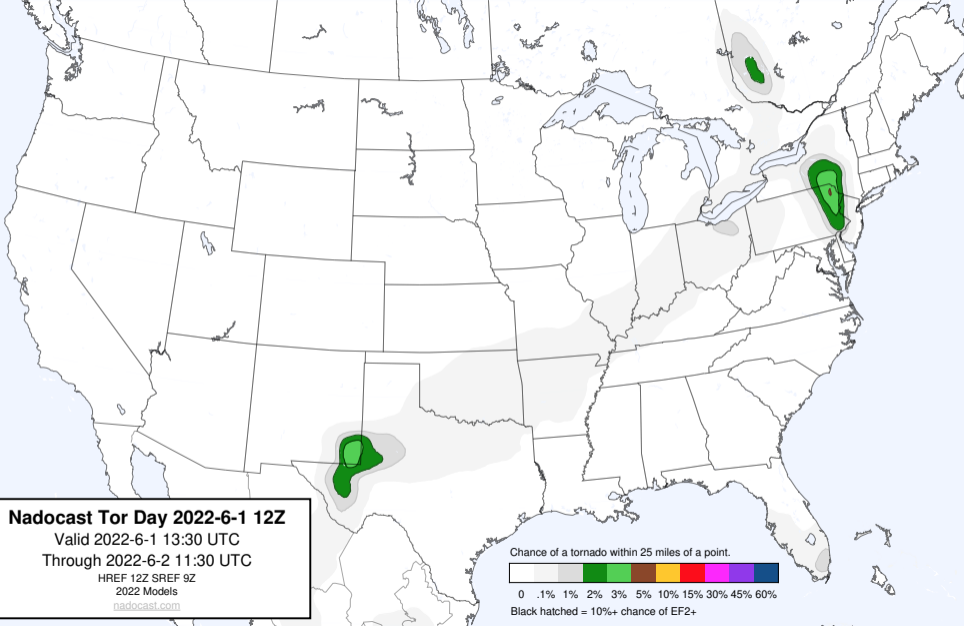 Nadocast Tor Day 2022-6-1 12Z
Valid 2022-6-1 13:30 UTC
Through 2022-6-2 11:30 UTC
HREF 12Z SREF 9Z
2022 Models
nadocast.com
Chance of a tornado within 25 miles of a point.
0 .1% 1% 2% 3% 5% 10% 15% 30% 45% 60%
Black hatched = 10%+ chance of EF2+